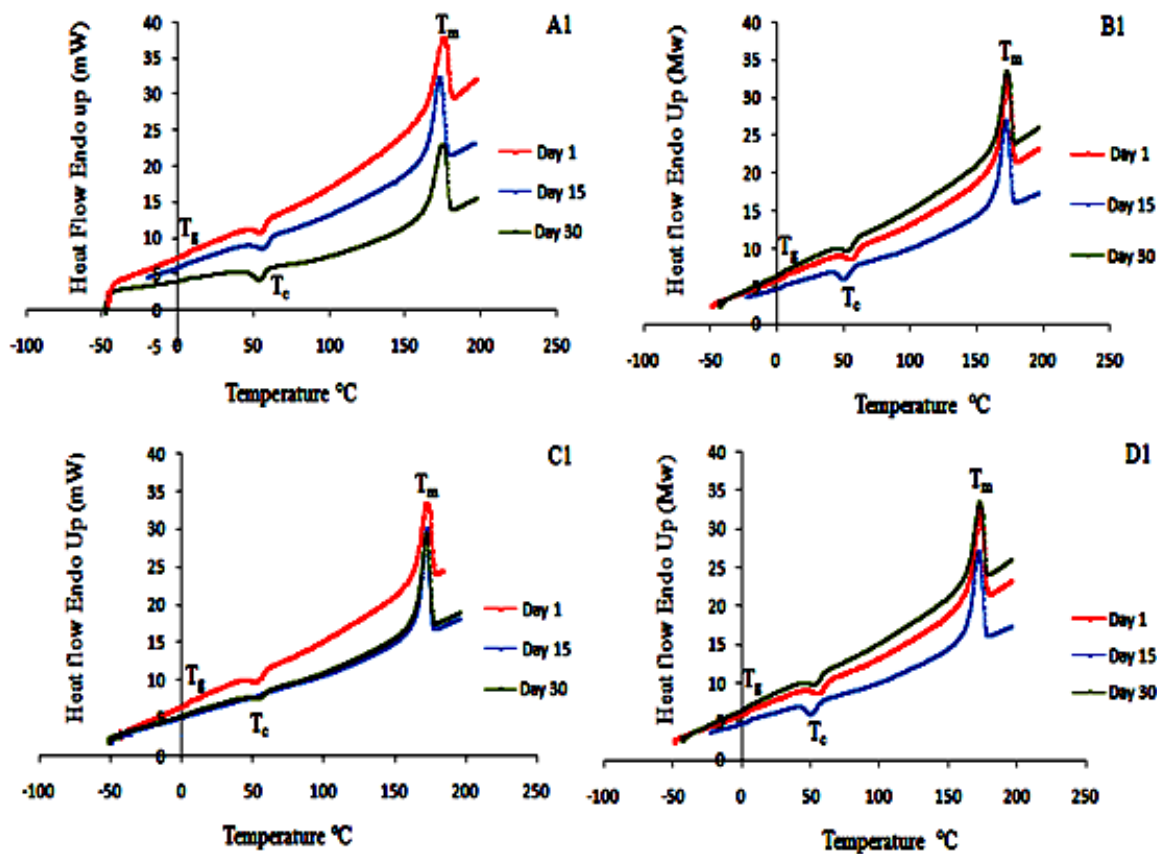 A1
Heat Flow Endo up (mW)
40
35
30
25
20
15
10
5
0
-5
-100
-50
0
50
100
150
200
250
Tm
Tg
Tc
Day 1
Day 15
Day 30
Temperature °C
B1
Heat flow Endo Up (Mw)
40
35
30
25
20
15
10
5
0
-100
-50
0
50
100
150
200
250
Tm
Tg
Tc
Day 1
Day 15
Day 30
Temperature °C
C1
Heat flow Endo Up (mW)
40
35
30
25
20
15
10
5
0
-100
-50
0
50
100
150
200
250
Tm
Tg
Tc
Day 1
Day 15
Day 30
Temperature °C
D1
Heat flow Endo Up (Mw)
40
35
30
25
20
15
10
5
0
-100
-50
0
50
100
150
200
250
Tm
Tg
Tc
Day 1
Day 15
Day 30
Temperature °C